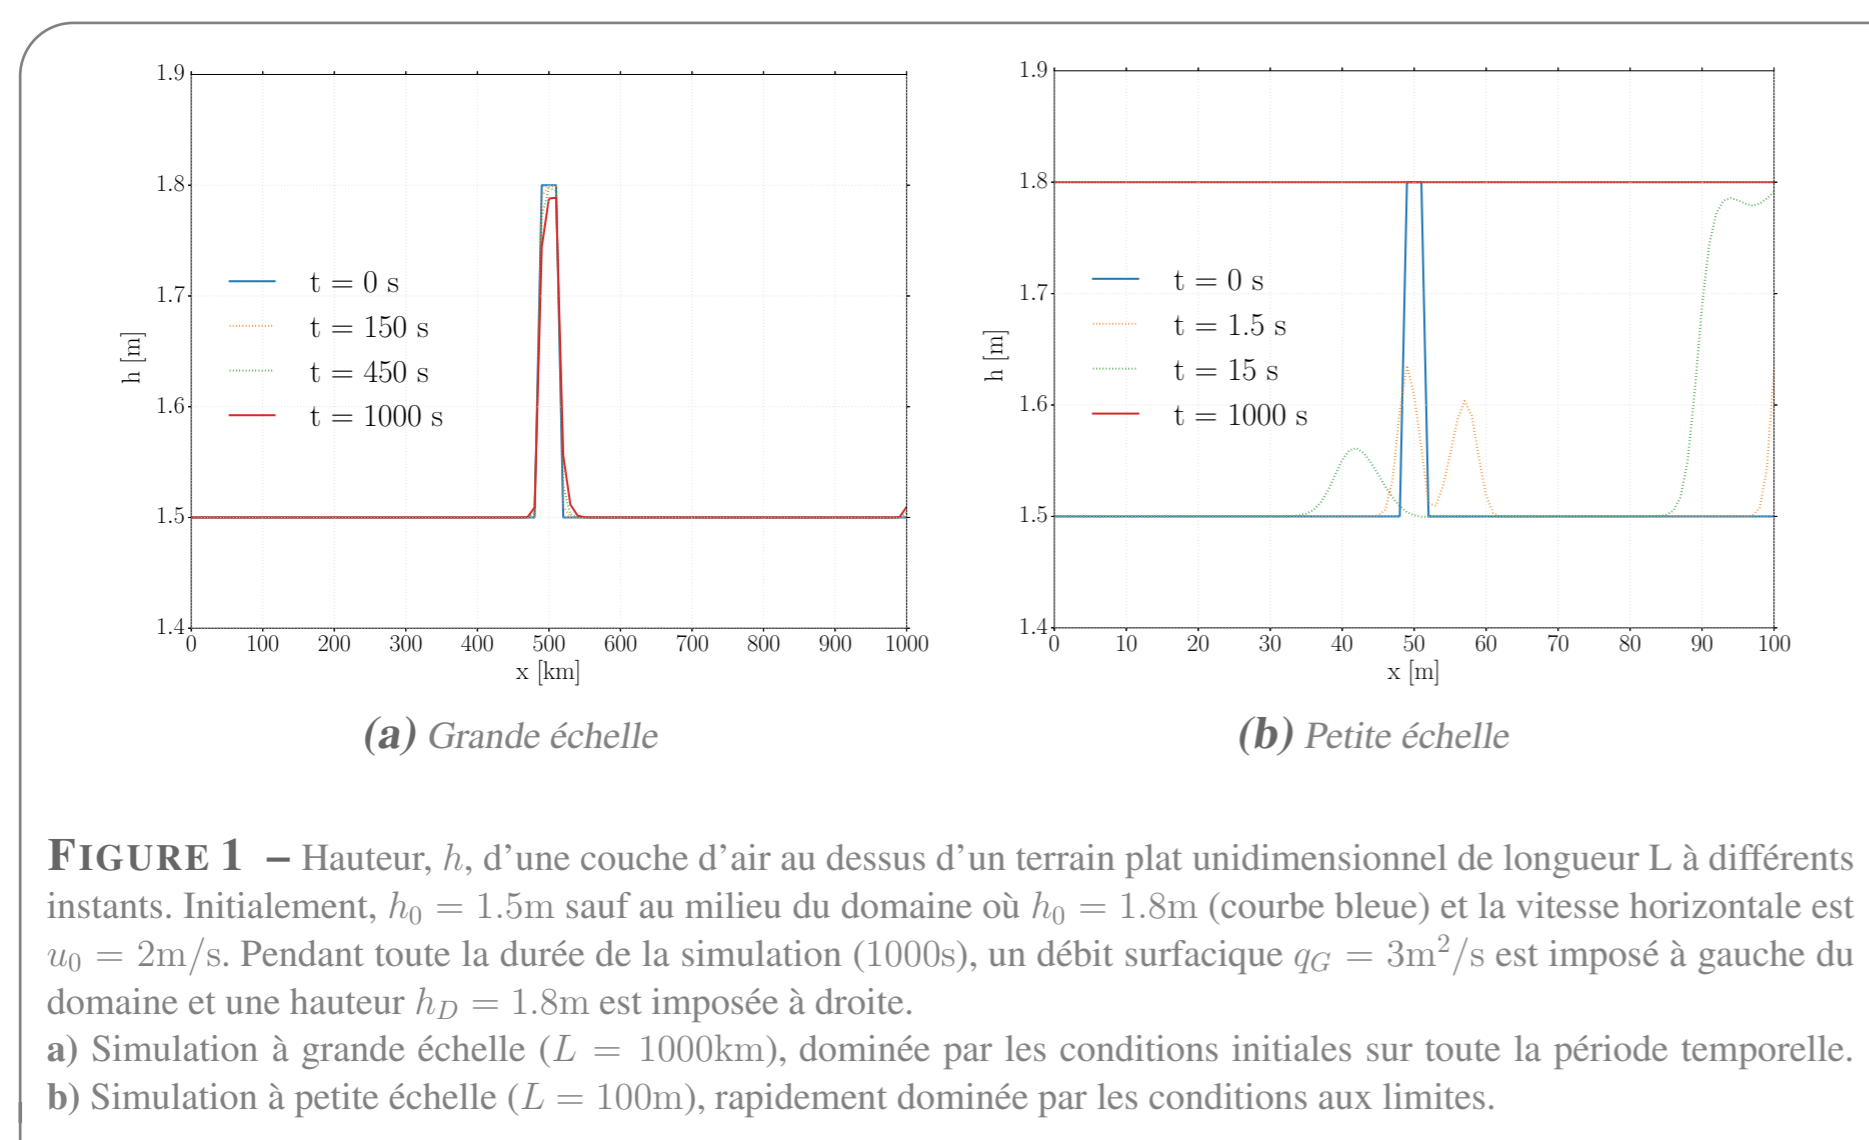 1.9
1.8
1.7
1.6
1.5
1.4
h [m]
t = 0 s
t = 150 s
t = 450 s
t = 1000 s
0 100 200 300 400 500 600 700 800 900 1000
x [km]
(a) Grande échelle
1.9
1.8
1.7
1.6
1.5
1.4
h [m]
t = 0 s
t = 1.5 s
t = 15 s
t = 1000 s
0 10 20 30 40 50 60 70 80 90 100
x [m]
(b) Petite échelle
FIGURE 1 – Hauteur, h, d'une couche d'air au dessus d'un terrain plat unidimensionnel de longueur L à différents
instants. Initialement, h₀ = 1.5m sauf au milieu du domaine où h₀ = 1.8m (courbe bleue) et la vitesse horizontale est
u₀ = 2m/s. Pendant toute la durée de la simulation (1000s), un débit surfacique q_G = 3m²/s est imposé à gauche du
domaine et une hauteur h_D = 1.8m est imposée à droite.
a) Simulation à grande échelle (L = 1000km), dominée par les conditions initiales sur toute la période temporelle.
b) Simulation à petite échelle (L = 100m), rapidement dominée par les conditions aux limites.